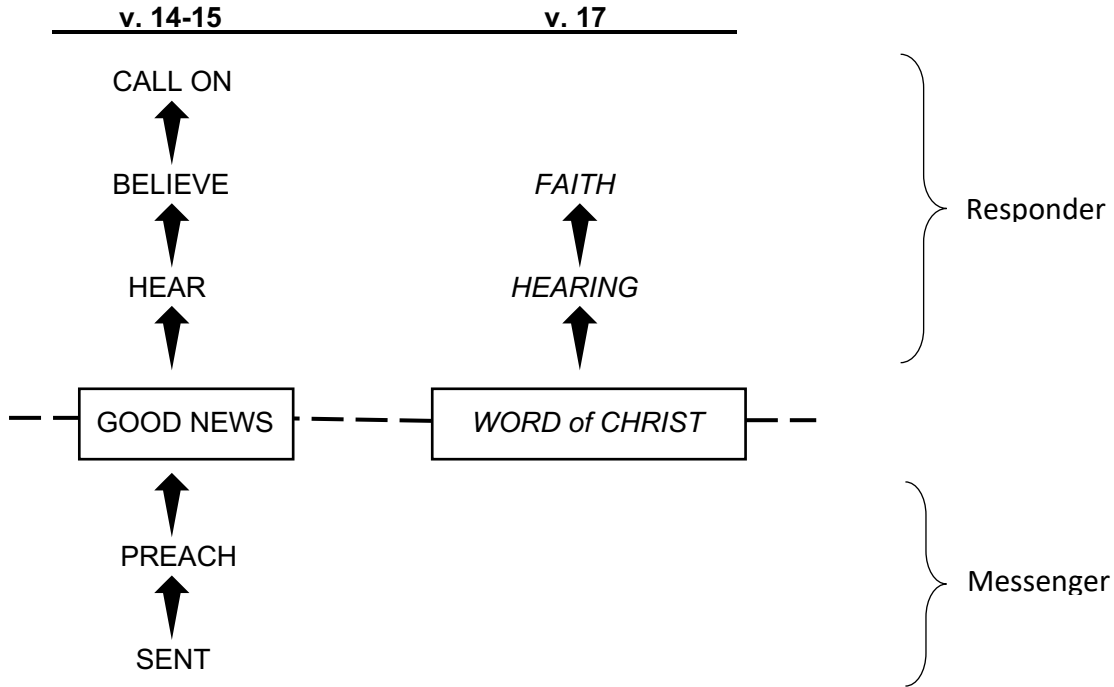 v. 14-15 v. 17
CALL ON
BELIEVE FAITH
Responder
HEAR HEARING
GOOD NEWS WORD of CHRIST
PREACH
Messenger
SENT